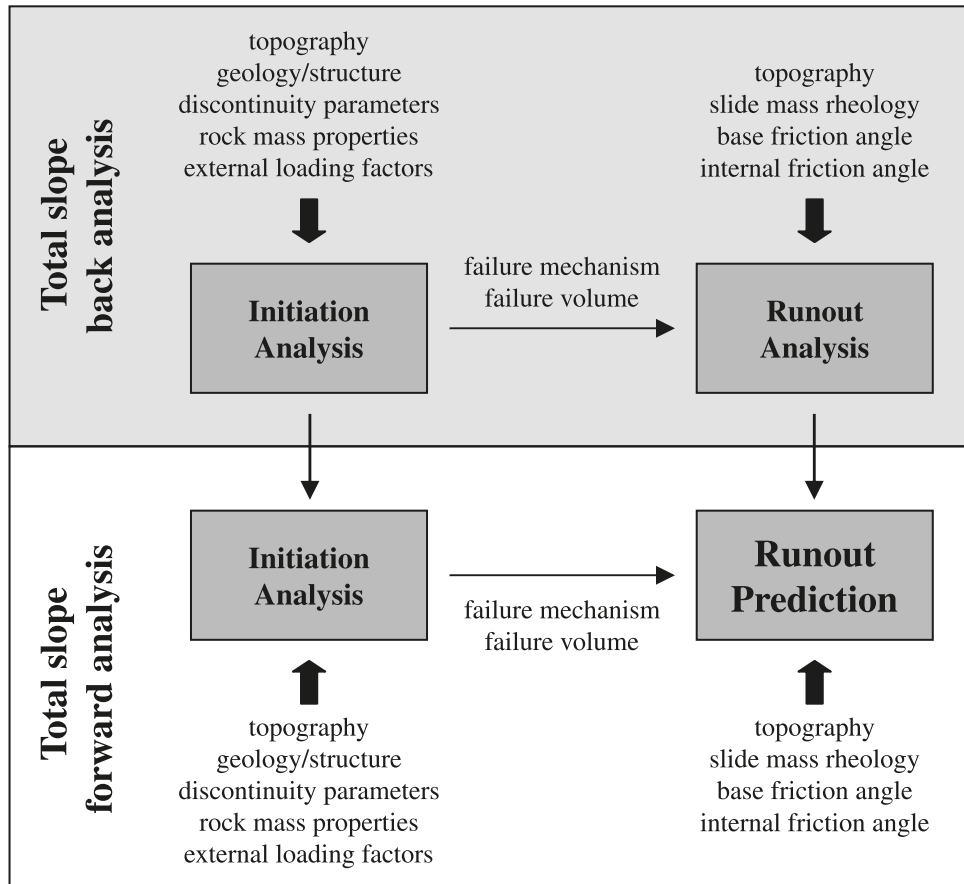 Total slope
back analysis
topography
geology/structure
discontinuity parameters
rock mass properties
external loading factors
topography
slide mass rheology
base friction angle
internal friction angle
Initiation
Analysis
failure mechanism
failure volume
Runout
Analysis
Total slope
forward analysis
Initiation
Analysis
failure mechanism
failure volume
Runout
Prediction
topography
geology/structure
discontinuity parameters
rock mass properties
external loading factors
topography
slide mass rheology
base friction angle
internal friction angle